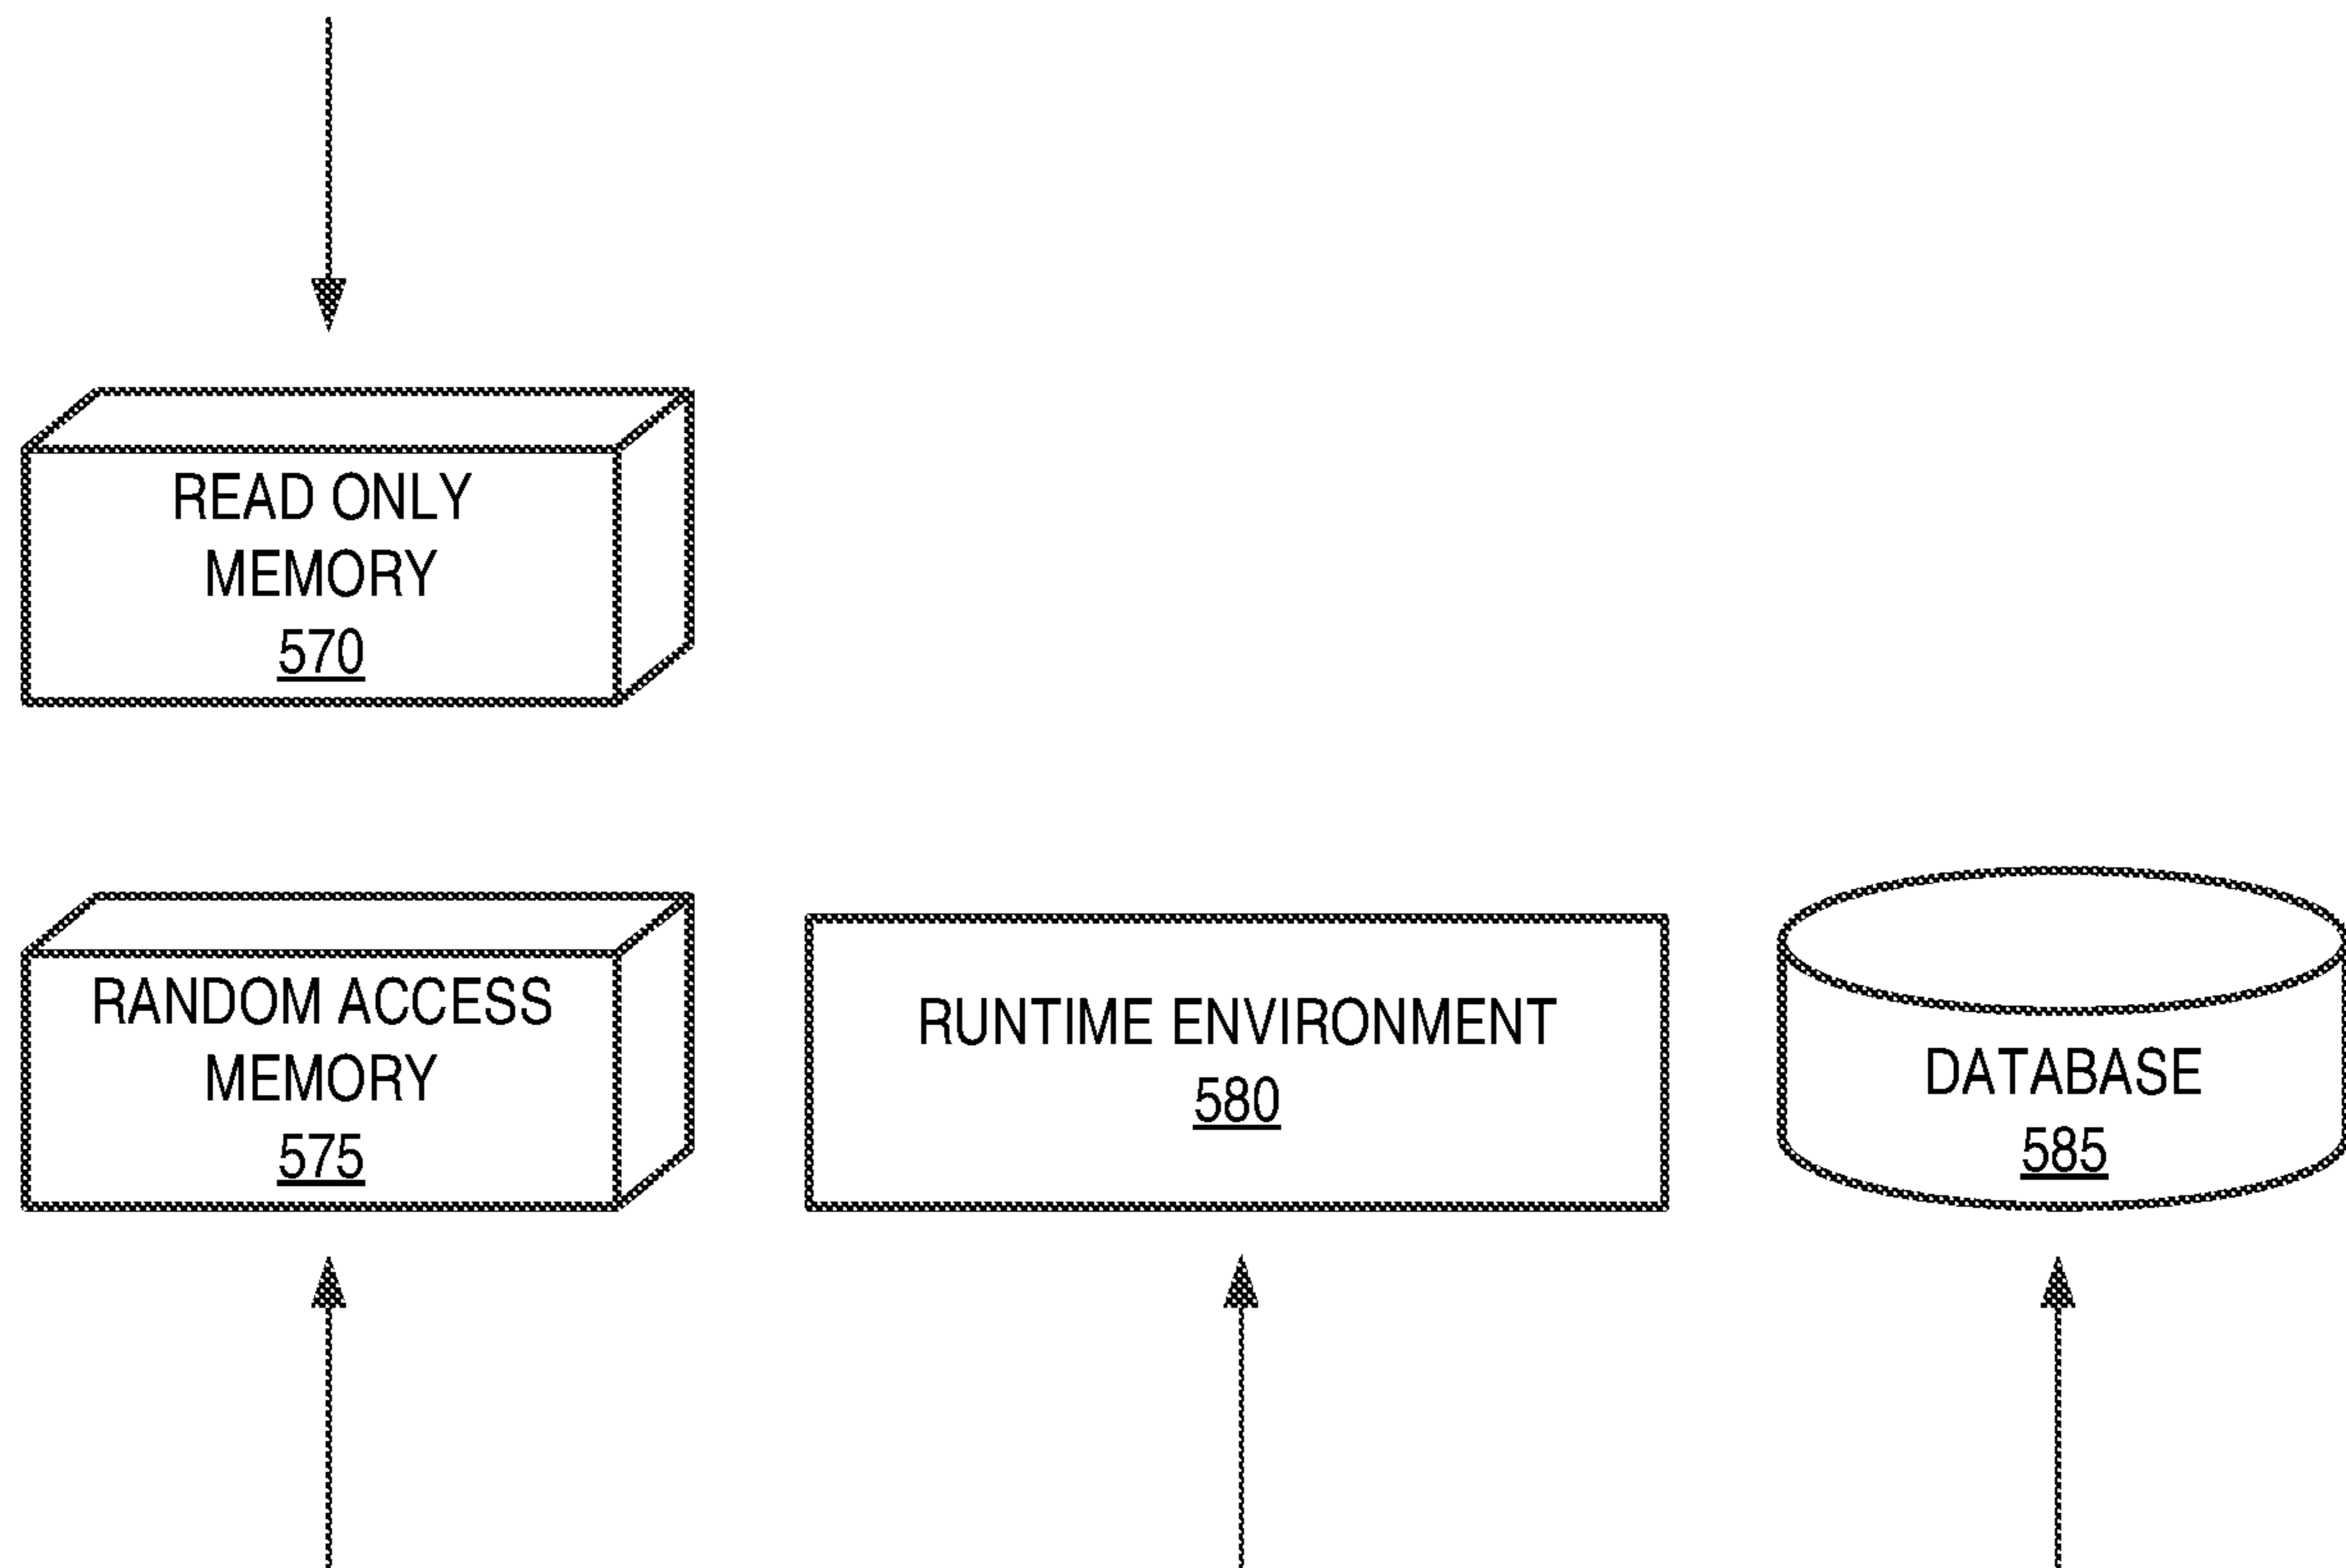 READ ONLY
MEMORY
570
RANDOM ACCESS
MEMORY
575
RUNTIME ENVIRONMENT
580
DATABASE
585